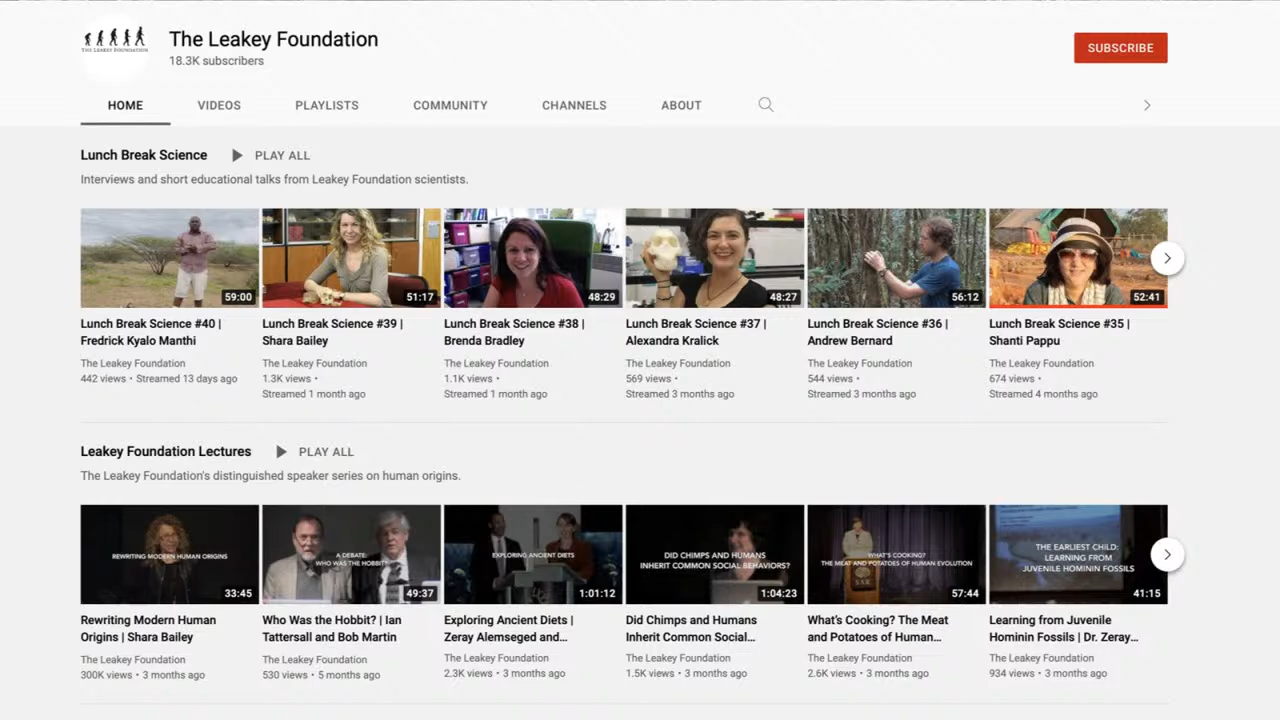 The Leakey Foundation
18.3K subscribers
SUBSCRIBE
THE LEAKEY FOUNDATION
HOME VIDEOS PLAYLISTS COMMUNITY CHANNELS ABOUT
Lunch Break Science PLAY ALL
Interviews and short educational talks from Leakey Foundation scientists.
59:00 51:17 48:29 48:27 56:12 52:41
Lunch Break Science #40 |
Fredrick Kyalo Manthi
The Leakey Foundation
442 views • Streamed 13 days ago
Lunch Break Science #39 |
Shara Bailey
The Leakey Foundation
1.3K views •
Streamed 1 month ago
Lunch Break Science #38 |
Brenda Bradley
The Leakey Foundation
1.1K views •
Streamed 1 month ago
Lunch Break Science #37 |
Alexandra Kralick
The Leakey Foundation
569 views •
Streamed 3 months ago
Lunch Break Science #36 |
Andrew Bernard
The Leakey Foundation
544 views •
Streamed 3 months ago
Lunch Break Science #35 |
Shanti Pappu
The Leakey Foundation
674 views •
Streamed 4 months ago
Leakey Foundation Lectures PLAY ALL
The Leakey Foundation's distinguished speaker series on human origins.
REWRITING MODERN HUMAN ORIGINS
33:45
Rewriting Modern Human
Origins | Shara Bailey
The Leakey Foundation
300K views • 3 months ago
A DEBATE:
WHO WAS THE HOBBIT?
49:37
Who Was the Hobbit? | Ian
Tattersall and Bob Martin
The Leakey Foundation
530 views • 5 months ago
EXPLORING ANCIENT DIETS
1:01:12
Exploring Ancient Diets |
Zeray Alemseged and...
The Leakey Foundation
2.3K views • 3 months ago
DID CHIMPS AND HUMANS
INHERIT COMMON SOCIAL BEHAVIORS?
1:04:23
Did Chimps and Humans
Inherit Common Social...
The Leakey Foundation
1.5K views • 3 months ago
WHAT'S COOKING?
THE MEAT AND POTATOES OF HUMAN EVOLUTION
57:44
What's Cooking? The Meat
and Potatoes of Human...
The Leakey Foundation
2.6K views • 3 months ago
THE EARLIEST CHILD:
LEARNING FROM
JUVENILE HOMININ FOSSILS
41:15
Learning from Juvenile
Hominin Fossils | Dr. Zeray...
The Leakey Foundation
934 views • 3 months ago